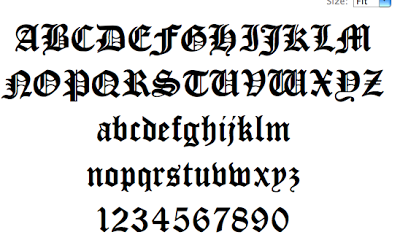 Size: Fit
ABCDEFGHIJKLM
NOPQRSTUVWXYZ
abcdefghijklm
nopqrstuvwxyz
1234567890